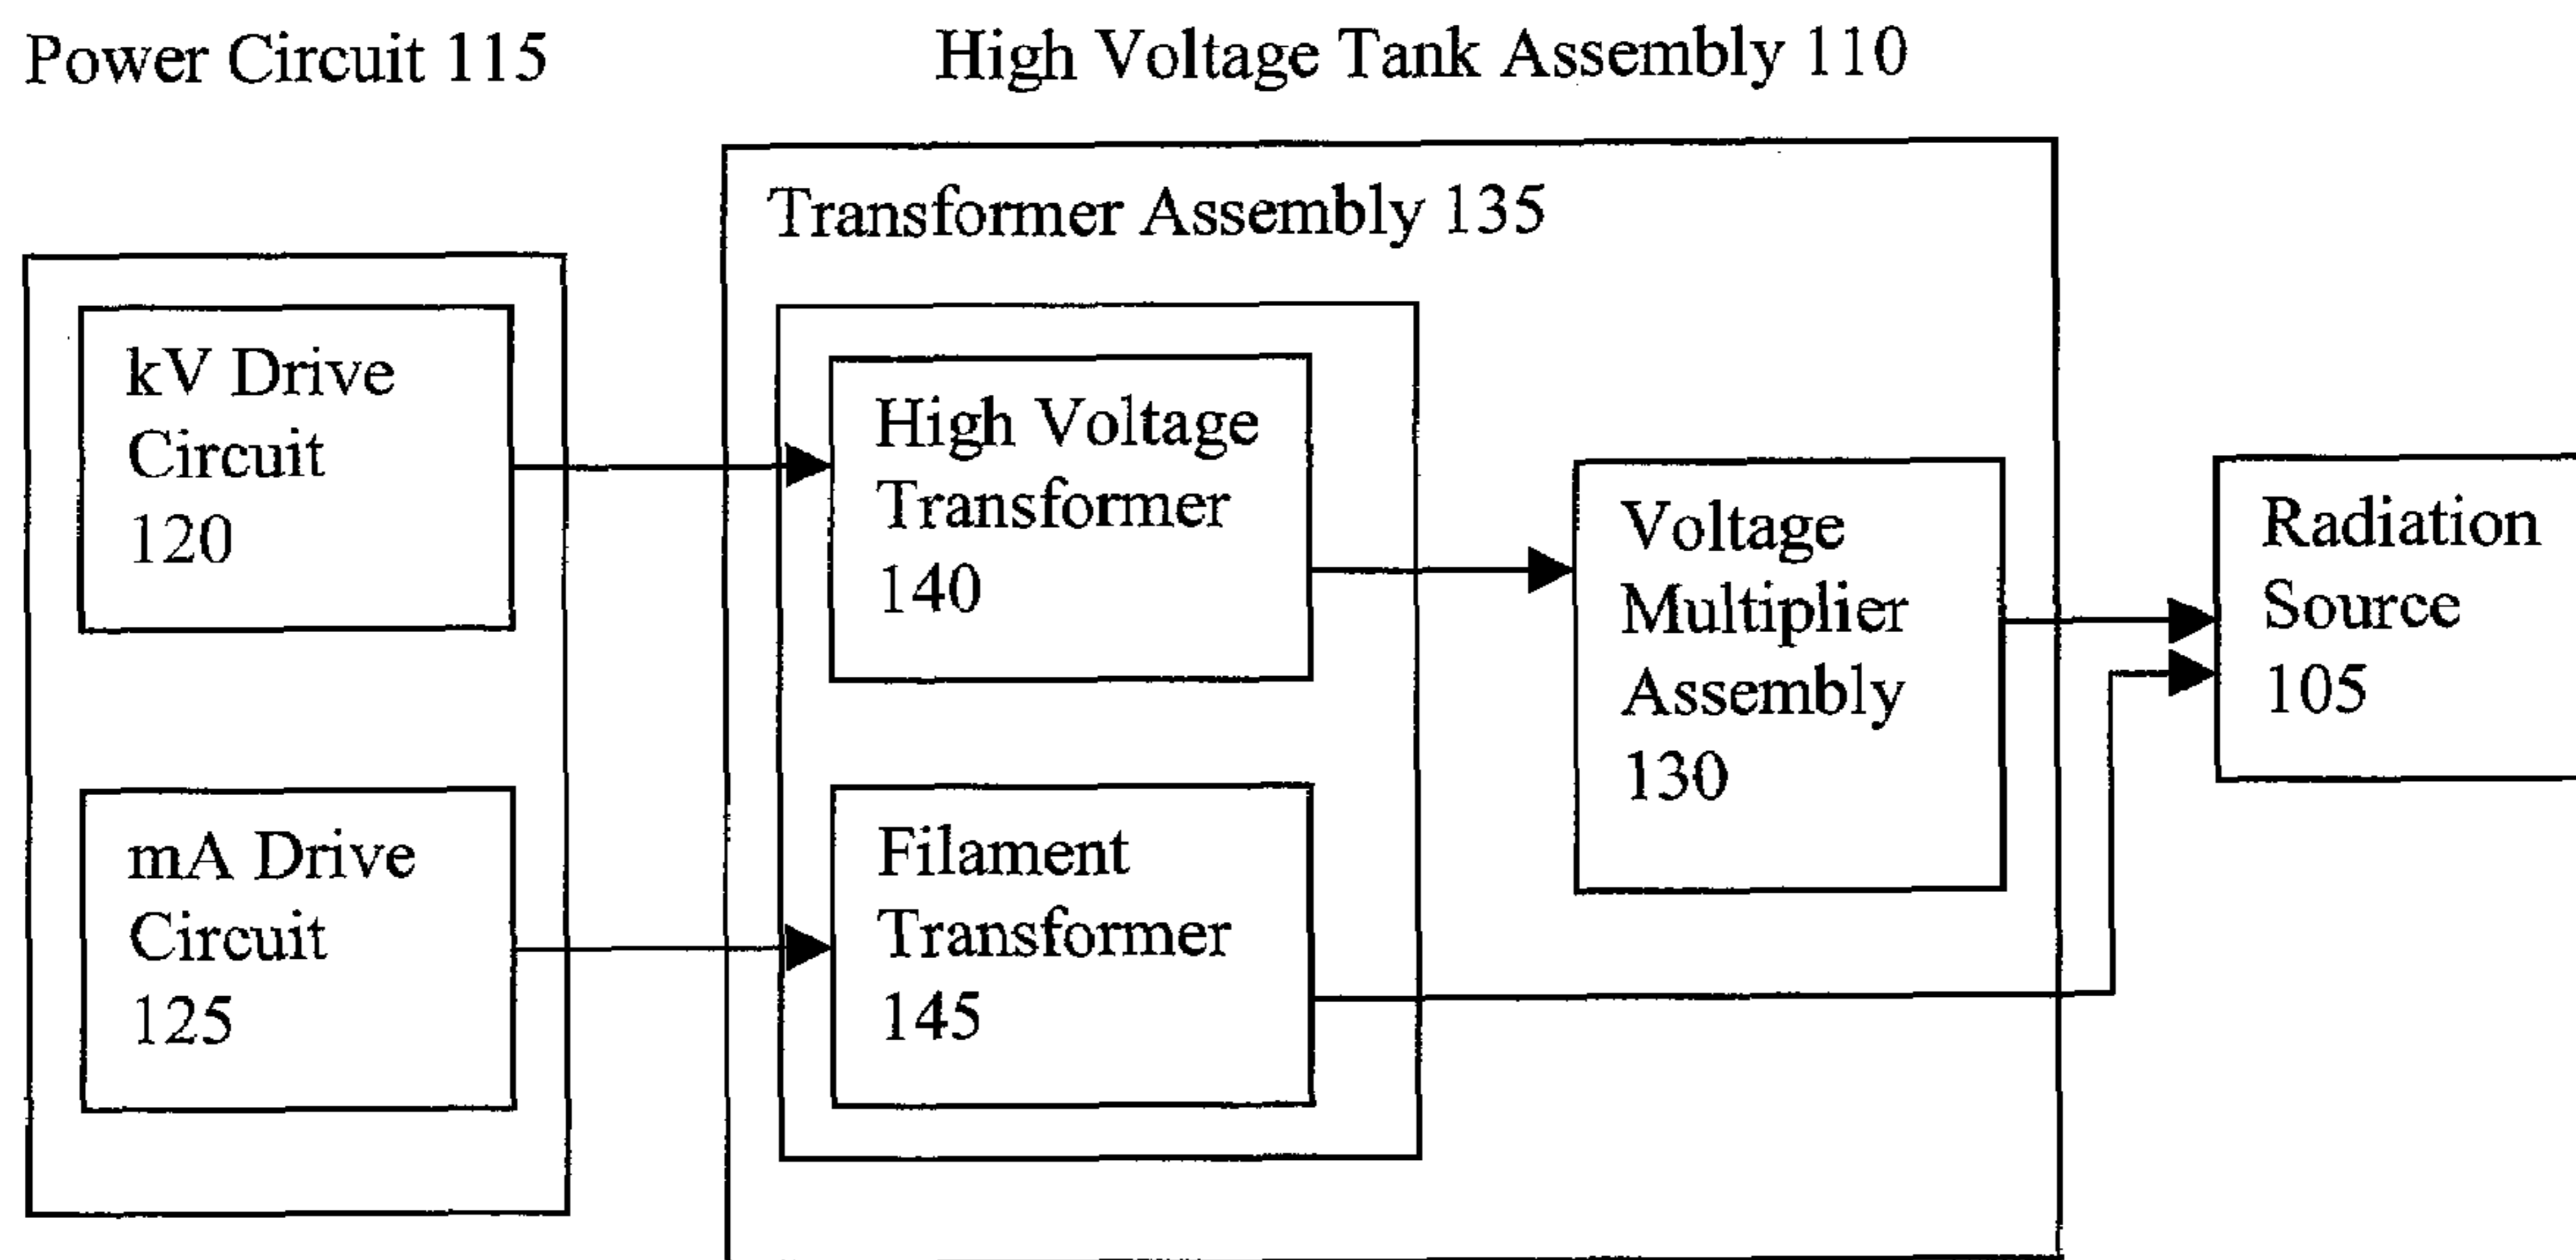 Power Circuit 115
High Voltage Tank Assembly 110
Transformer Assembly 135
kV Drive
Circuit
120
High Voltage
Transformer
140
Voltage
Multiplier
Assembly
130
Radiation
Source
105
mA Drive
Circuit
125
Filament
Transformer
145